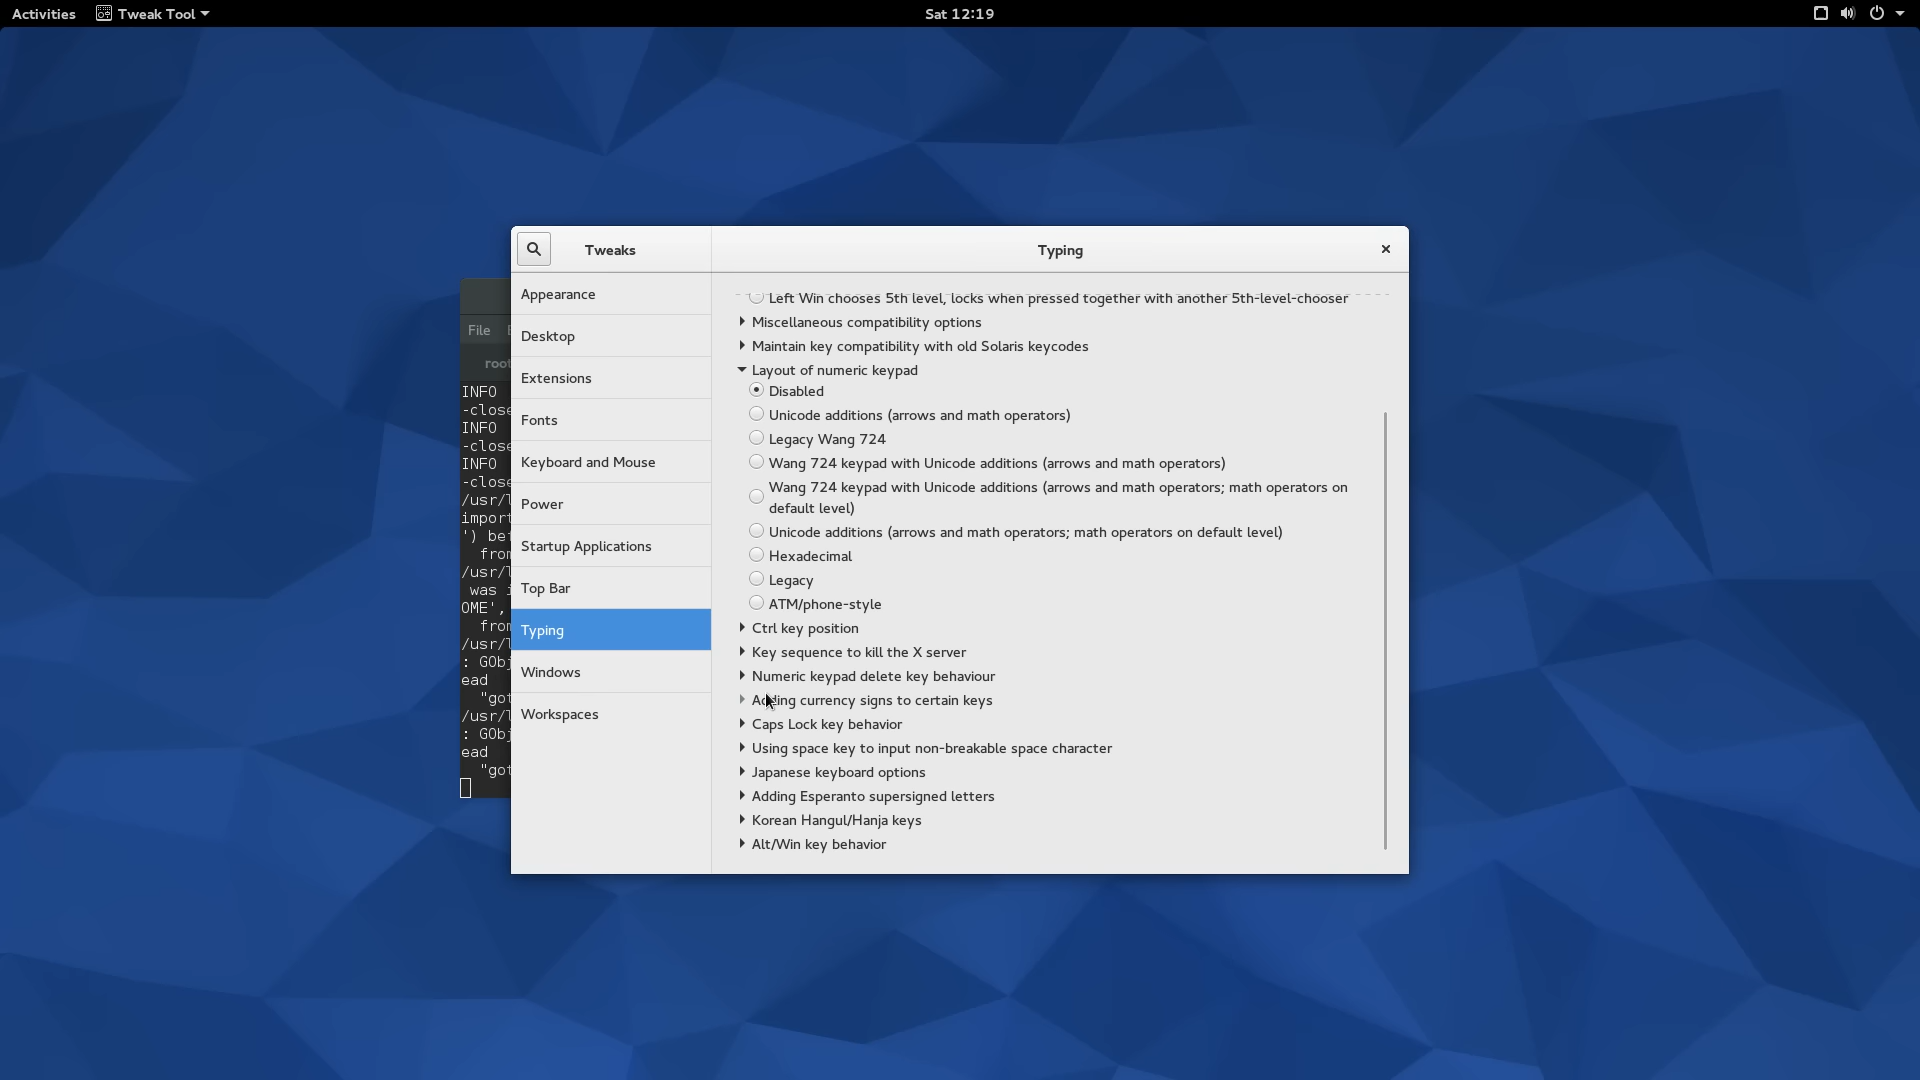 Activities Tweak Tool Sat 12:19
Tweaks Typing
Appearance
Desktop
Extensions
Fonts
Keyboard and Mouse
Power
Startup Applications
Top Bar
Typing
Windows
Workspaces
Left Win chooses 5th level, locks when pressed together with another 5th-level-chooser
Miscellaneous compatibility options
Maintain key compatibility with old Solaris keycodes
Layout of numeric keypad
Disabled
Unicode additions (arrows and math operators)
Legacy Wang 724
Wang 724 keypad with Unicode additions (arrows and math operators)
Wang 724 keypad with Unicode additions (arrows and math operators; math operators on
default level)
Unicode additions (arrows and math operators; math operators on default level)
Hexadecimal
Legacy
ATM/phone-style
Ctrl key position
Key sequence to kill the X server
Numeric keypad delete key behaviour
Adding currency signs to certain keys
Caps Lock key behavior
Using space key to input non-breakable space character
Japanese keyboard options
Adding Esperanto supersigned letters
Korean Hangul/Hanja keys
Alt/Win key behavior
File
INFO
-close
INFO
-close
INFO
-close
/usr/l
import
') bef
from
/usr/l
was i
OME',
from
/usr/l
: GObj
ead
"got
/usr/l
: GObj
ead
"got